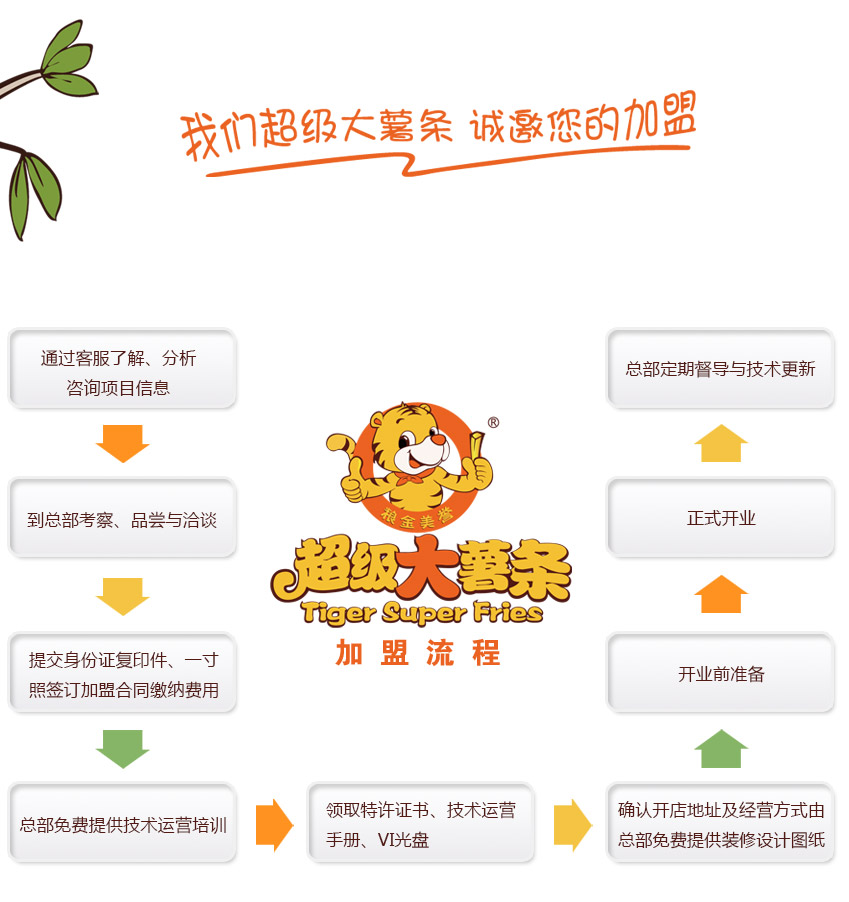 我们超级大薯条 诚邀您的加盟
通过客服了解、分析
咨询项目信息
到总部考察、品尝与洽谈
提交身份证复印件、一寸
照签订加盟合同缴纳费用
总部免费提供技术运营培训
领取特许证书、技术运营
手册、VI光盘
确认开店地址及经营方式由
总部免费提供装修设计图纸
开业前准备
正式开业
总部定期督导与技术更新
®
粮金美誉
超级大薯条
Tiger Super Fries
加盟流程